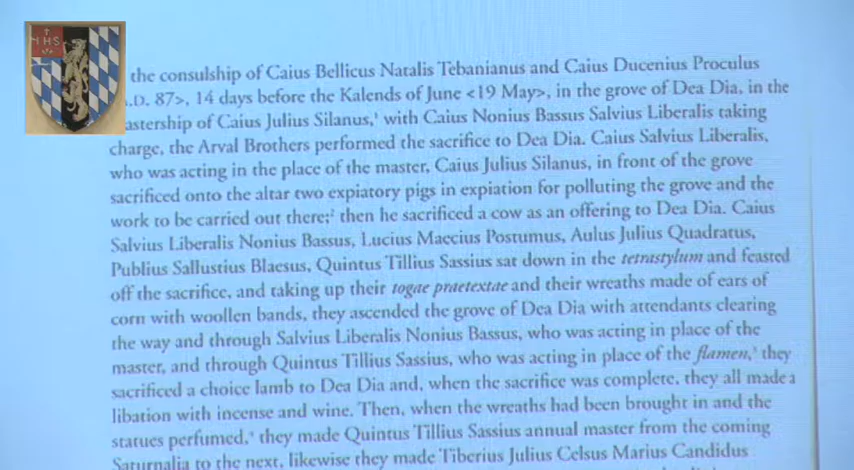 IHS
the consulship of Caius Bellicus Natalis Tebanianus and Caius Ducenius Proculus
.D. 87>, 14 days before the Kalends of June <19 May>, in the grove of Dea Dia, in the
astership of Caius Julius Silanus,¹ with Caius Nonius Bassus Salvius Liberalis taking
charge, the Arval Brothers performed the sacrifice to Dea Dia. Caius Salvius Liberalis,
who was acting in the place of the master, Caius Julius Silanus, in front of the grove
sacrificed onto the altar two expiatory pigs in expiation for polluting the grove and the
work to be carried out there;² then he sacrificed a cow as an offering to Dea Dia. Caius
Salvius Liberalis Nonius Bassus, Lucius Maecius Postumus, Aulus Julius Quadratus,
Publius Sallustius Blaesus, Quintus Tillius Sassius sat down in the tetrastylum and feasted
off the sacrifice, and taking up their togae praetextae and their wreaths made of ears of
corn with woollen bands, they ascended the grove of Dea Dia with attendants clearing
the way and through Salvius Liberalis Nonius Bassus, who was acting in place of the
master, and through Quintus Tillius Sassius, who was acting in place of the flamen,³ they
sacrificed a choice lamb to Dea Dia and, when the sacrifice was complete, they all made a
libation with incense and wine. Then, when the wreaths had been brought in and the
statues perfumed,⁴ they made Quintus Tillius Sassius annual master from the coming
Saturnalia to the next, likewise they made Tiberius Julius Celsus Marius Candidus